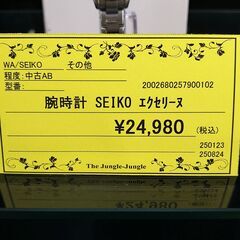 WA/SEIKO その他
程度:中古AB
型番: 2002680257900102
腕時計 SEIKO エクセリーヌ
¥24,980 (税込)
250123
250824
The Jungle-Jungle